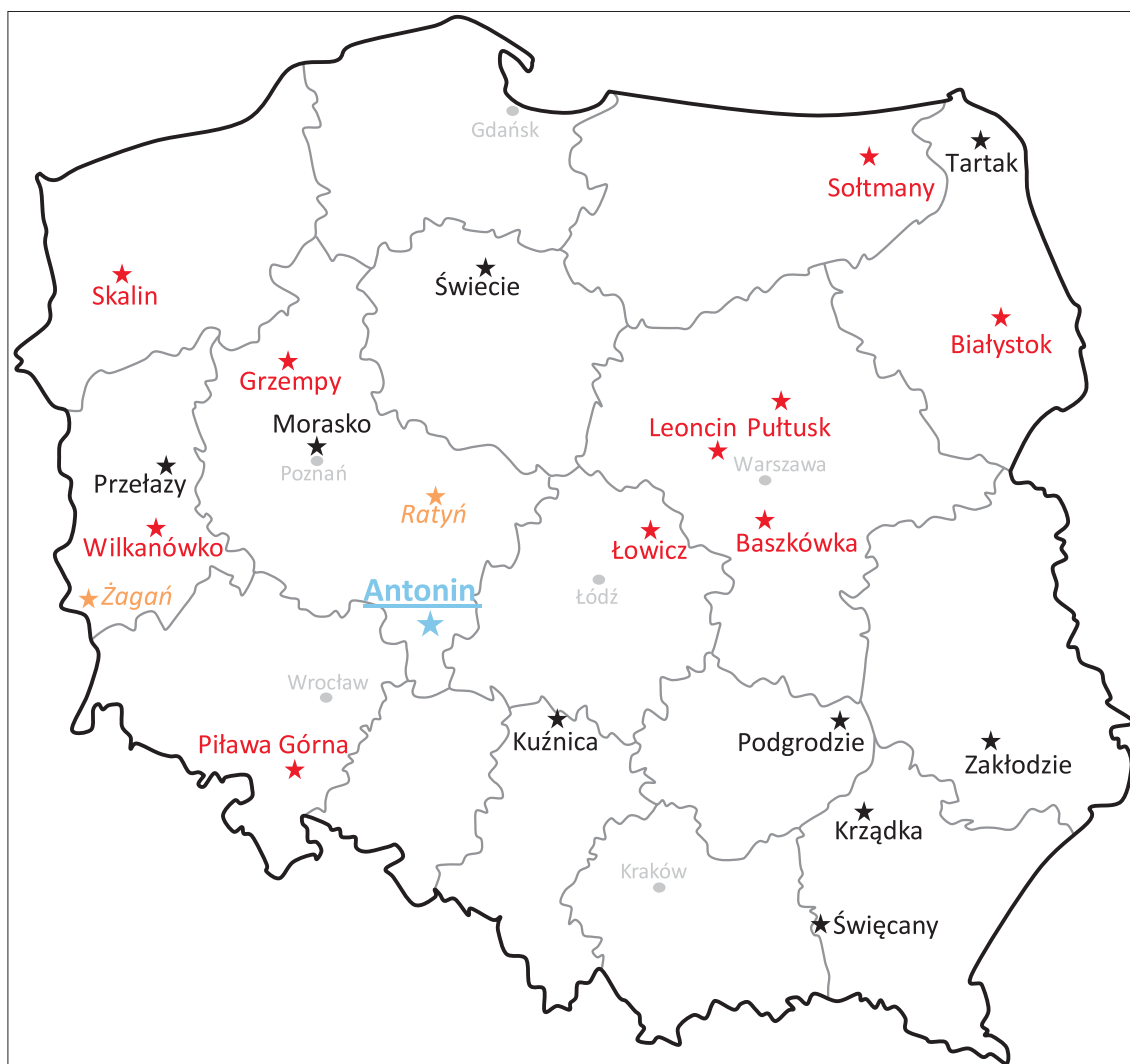 Gdańsk
Tartak
Sołtmany
Świecie
Skalin
Białystok
Grzempy
Morasko
Leoncin Pułtusk
Poznań
Warszawa
Przełazy
Ratyń
Wilkanówko
Łowicz
Baszkówka
Antonin
Żagań
Łódź
Wrocław
Kuźnica
Podgrodzie
Piława Górna
Zakłodzie
Krządka
Kraków
Święcany